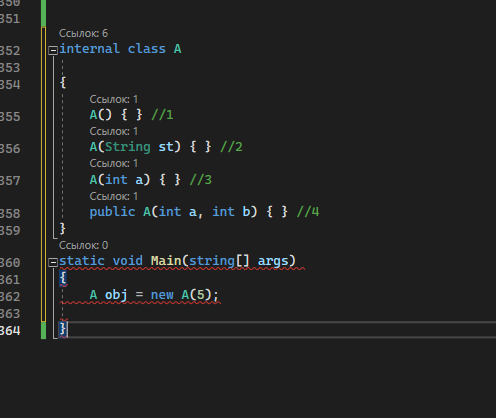 350
351
Ссылок: 6
352 internal class A
353
354 {
Ссылок: 1
355 A() { } //1
Ссылок: 1
356 A(String st) { } //2
Ссылок: 1
357 A(int a) { } //3
Ссылок: 1
358 public A(int a, int b) { } //4
359 }
Ссылок: 0
360 static void Main(string[] args)
361 {
362 A obj = new A(5);
363
364 }